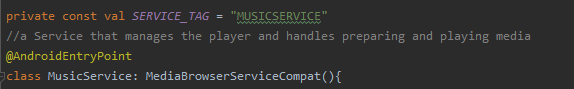 private const val SERVICE_TAG = "MUSICSERVICE"
//a Service that manages the player and handles preparing and playing media
@AndroidEntryPoint
class MusicService: MediaBrowserServiceCompat(){